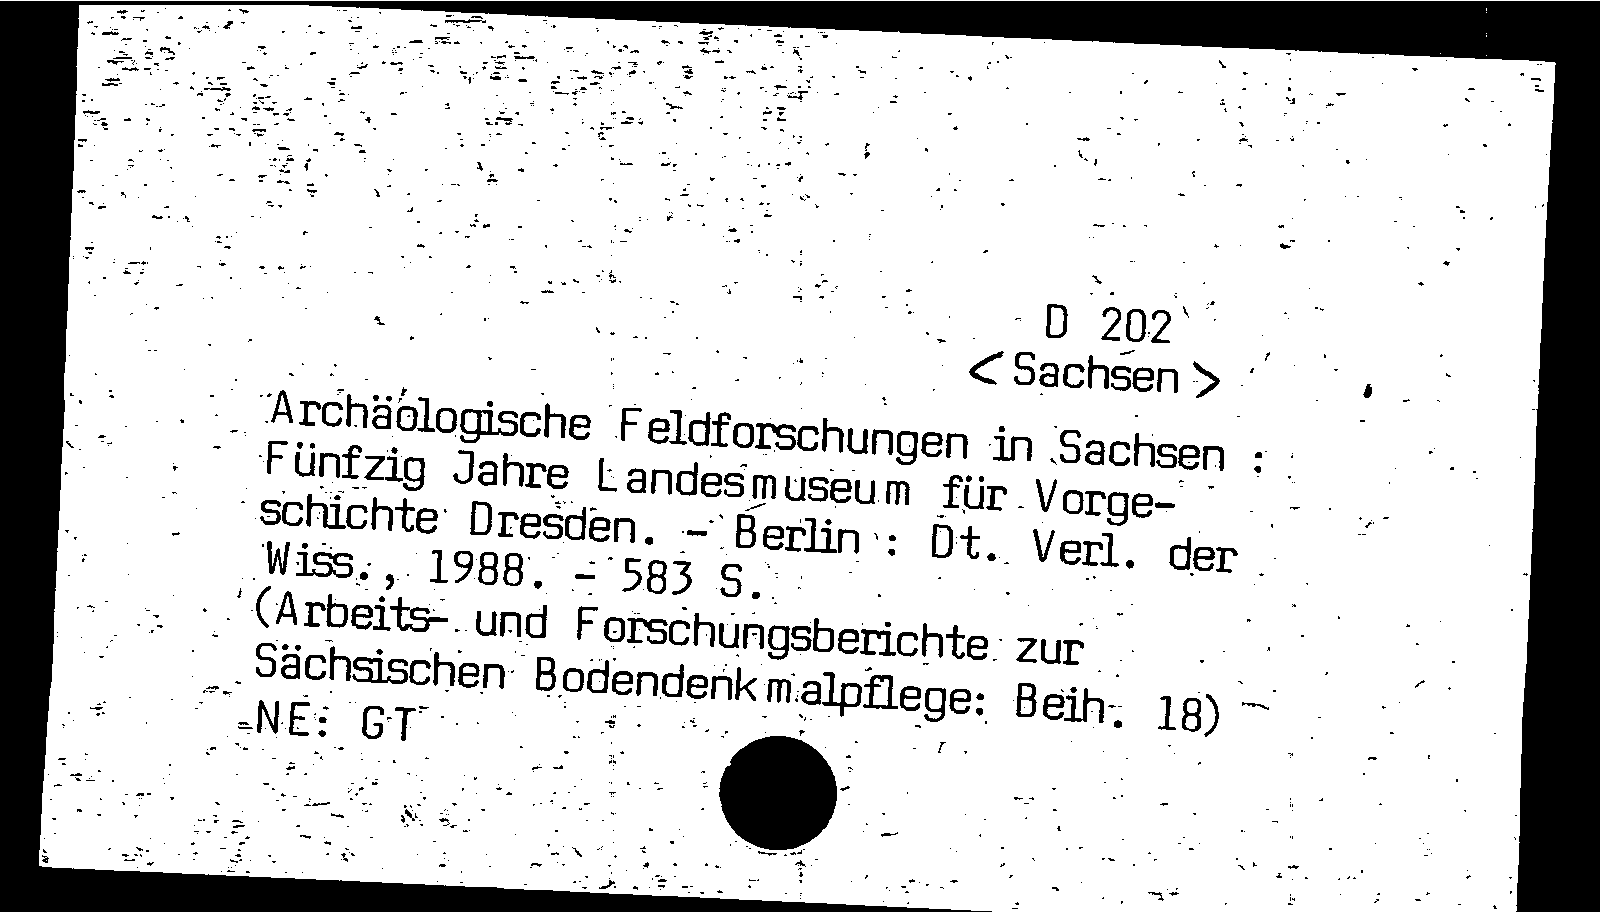 D 202
<Sachsen>
Archäologische Feldforschungen in Sachsen :
Fünfzig Jahre Landesmuseum für Vorge-
schichte Dresden. - Berlin : Dt. Verl. der
Wiss., 1988. - 583 S.
(Arbeits- und Forschungsberichte zur
Sächsischen Bodendenkmalpflege: Beih. 18)
NE: GT